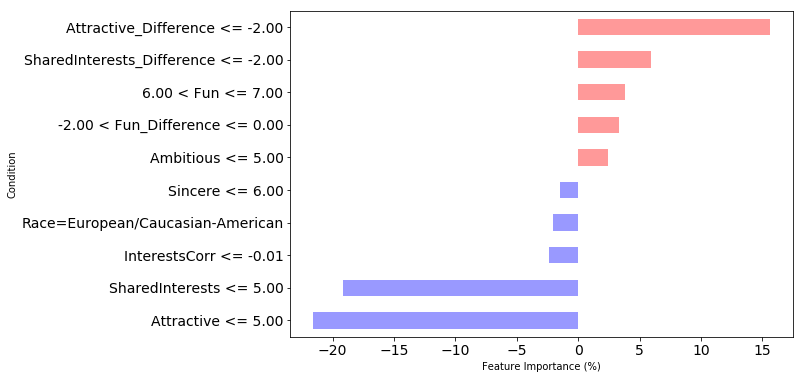 Attractive_Difference <= -2.00
SharedInterests_Difference <= -2.00
6.00 < Fun <= 7.00
-2.00 < Fun_Difference <= 0.00
Ambitious <= 5.00
Sincere <= 6.00
Race=European/Caucasian-American
InterestsCorr <= -0.01
SharedInterests <= 5.00
Attractive <= 5.00
Condition
−20 −15 −10 −5 0 5 10 15
Feature Importance (%)